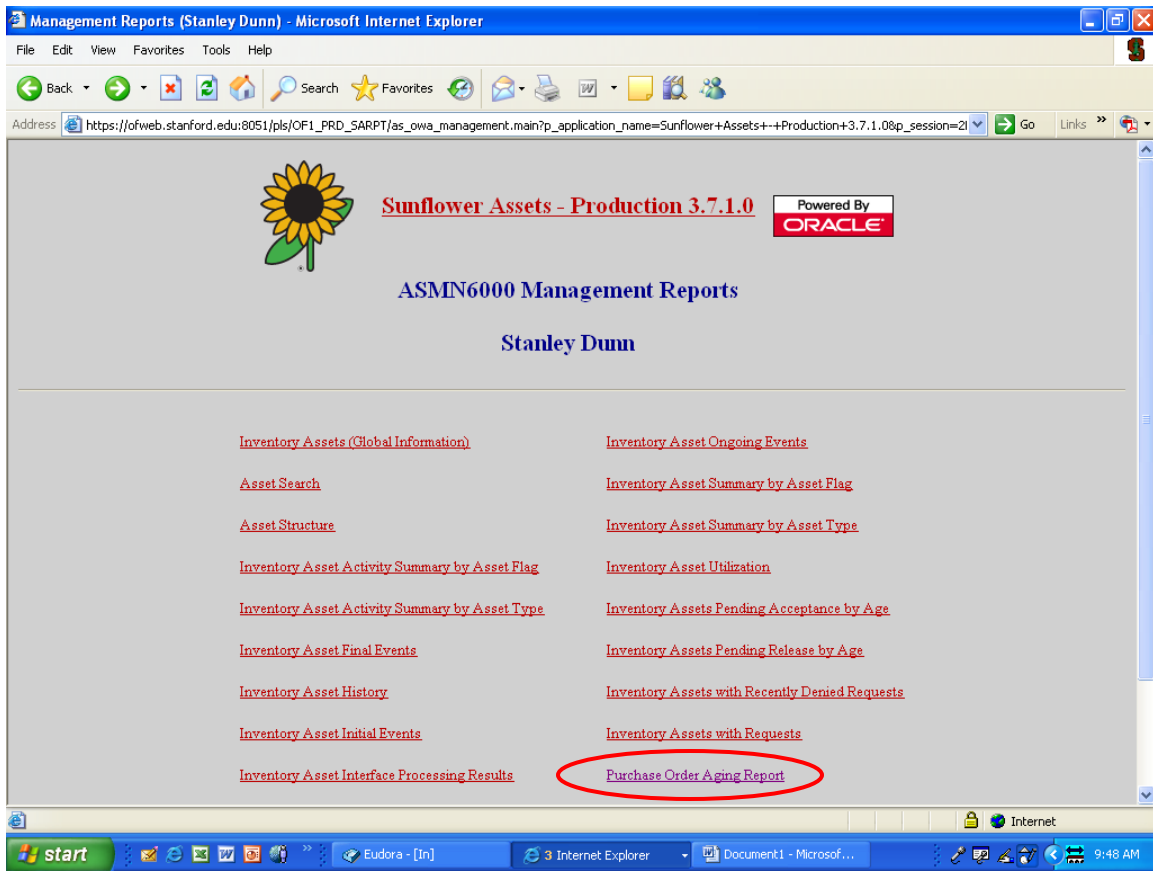 Management Reports (Stanley Dunn) - Microsoft Internet Explorer
File Edit View Favorites Tools Help
Back Search Favorites
Address https://ofweb.stanford.edu:8051/pls/OF1_PRD_SARPT/as_owa_management.main?p_application_name=Sunflower+Assets+-+Production+3.7.1.0&p_session=2 Go Links »
Sunflower Assets - Production 3.7.1.0
Powered By
ORACLE
ASMN6000 Management Reports
Stanley Dunn
Inventory Assets (Global Information) Inventory Asset Ongoing Events
Asset Search Inventory Asset Summary by Asset Flag
Asset Structure Inventory Asset Summary by Asset Type
Inventory Asset Activity Summary by Asset Flag Inventory Asset Utilization
Inventory Asset Activity Summary by Asset Type Inventory Assets Pending Acceptance by Age
Inventory Asset Final Events Inventory Assets Pending Release by Age
Inventory Asset History Inventory Assets with Recently Denied Requests
Inventory Asset Initial Events Inventory Assets with Requests
Inventory Asset Interface Processing Results Purchase Order Aging Report
Internet
start » Eudora - [In] 3 Internet Explorer Document1 - Microsof... 9:48 AM